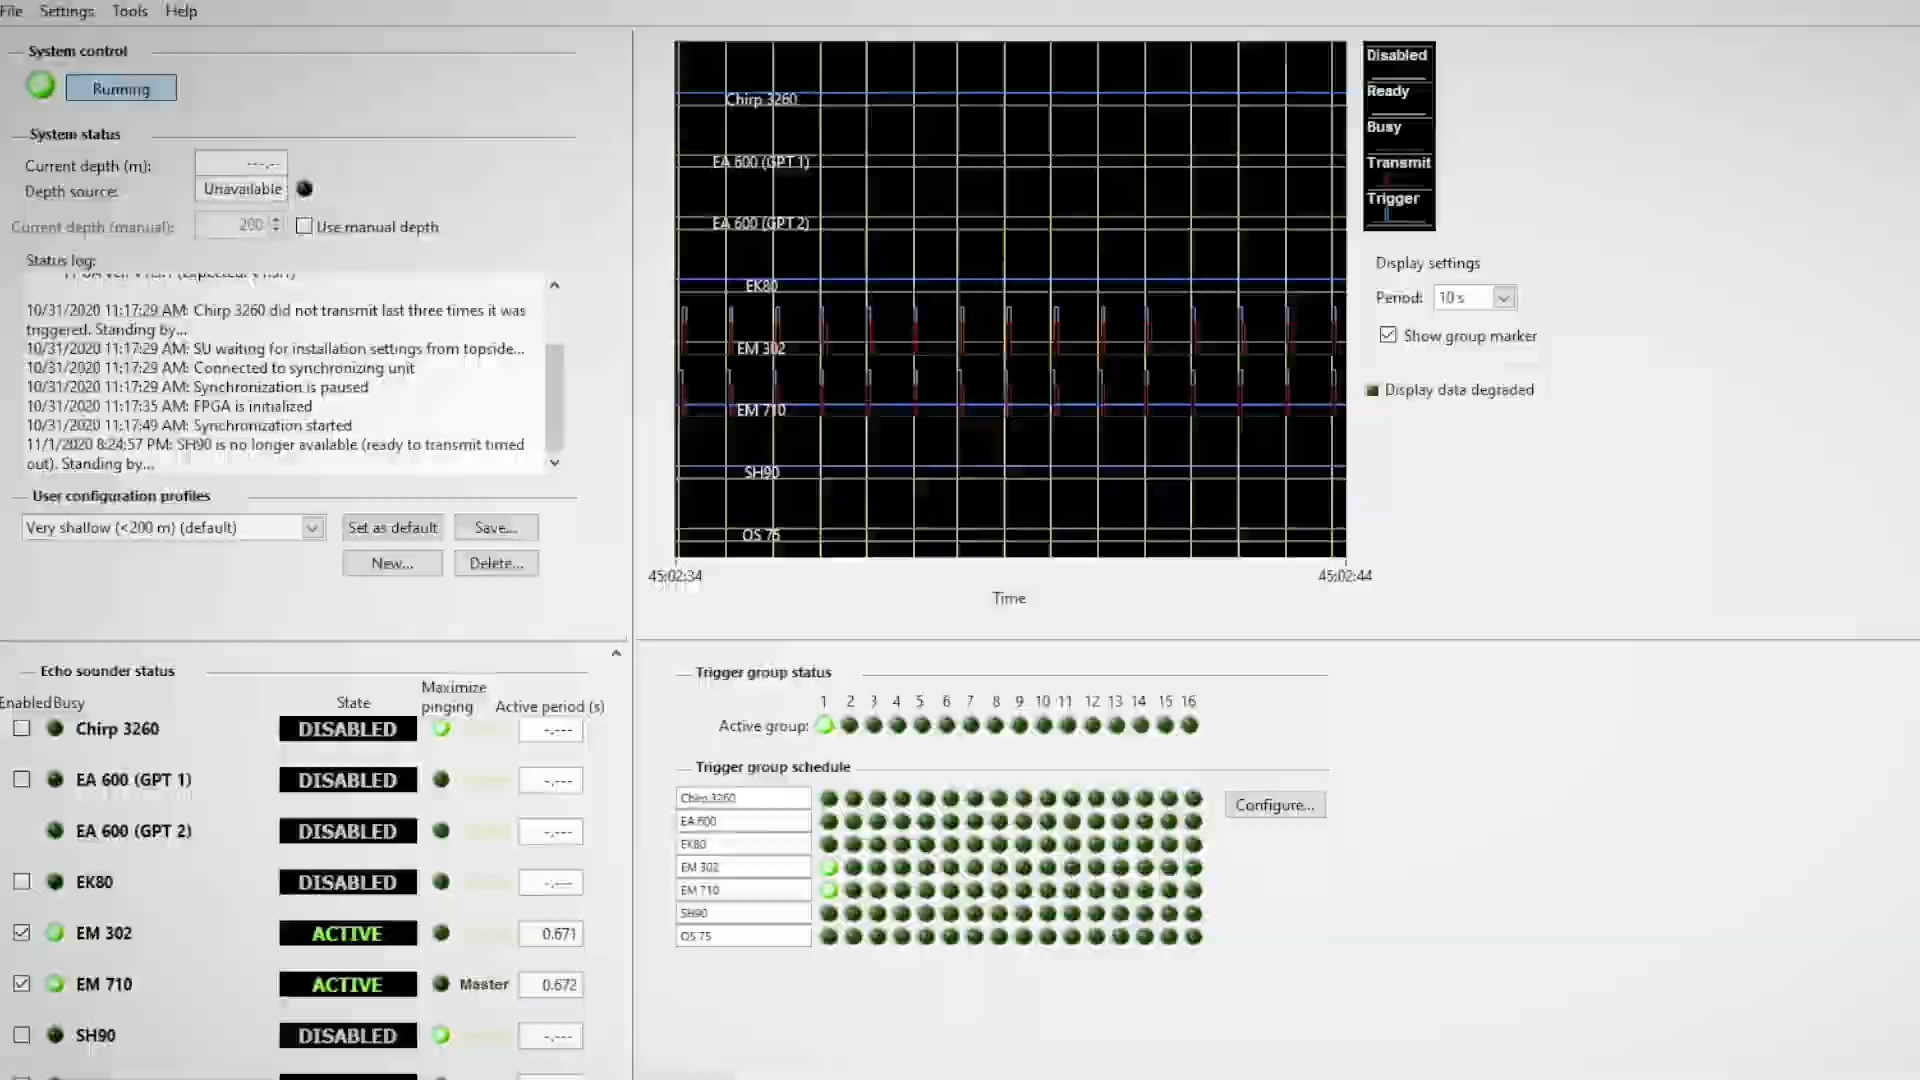 File Settings Tools Help
System control
Running
System status
Current depth (m): ---.--
Depth source: Unavailable
Current depth (manual): 200 Use manual depth
Status log:
10/31/2020 11:17:29 AM: Chirp 3260 did not transmit last three times it was
triggered. Standing by...
10/31/2020 11:17:29 AM: SU waiting for installation settings from topside...
10/31/2020 11:17:29 AM: Connected to synchronizing unit
10/31/2020 11:17:29 AM: Synchronization is paused
10/31/2020 11:17:35 AM: FPGA is initialized
10/31/2020 11:17:49 AM: Synchronization started
11/1/2020 8:24:57 PM: SH90 is no longer available (ready to transmit timed
out). Standing by...
User configuration profiles
Very shallow (<200 m) (default) Set as default Save...
New... Delete...
Chirp 3260
EA 600 (GPT 1)
EA 600 (GPT 2)
EK80
EM 302
EM 710
SH90
OS 75
45:02:34 45:02:44
Time
Disabled
Ready
Busy
Transmit
Trigger
Display settings
Period: 10 s
Show group marker
Display data degraded
Echo sounder status
Enabled Busy State Maximize pinging Active period (s)
Chirp 3260 DISABLED -.---
EA 600 (GPT 1) DISABLED -.---
EA 600 (GPT 2) DISABLED -.---
EK80 DISABLED -.---
EM 302 ACTIVE 0.671
EM 710 ACTIVE Master 0.672
SH90 DISABLED -.---
Trigger group status
1 2 3 4 5 6 7 8 9 10 11 12 13 14 15 16
Active group:
Trigger group schedule
Chirp 3260
EA 600
EK80
EM 302
EM 710
SH90
OS 75
Configure...